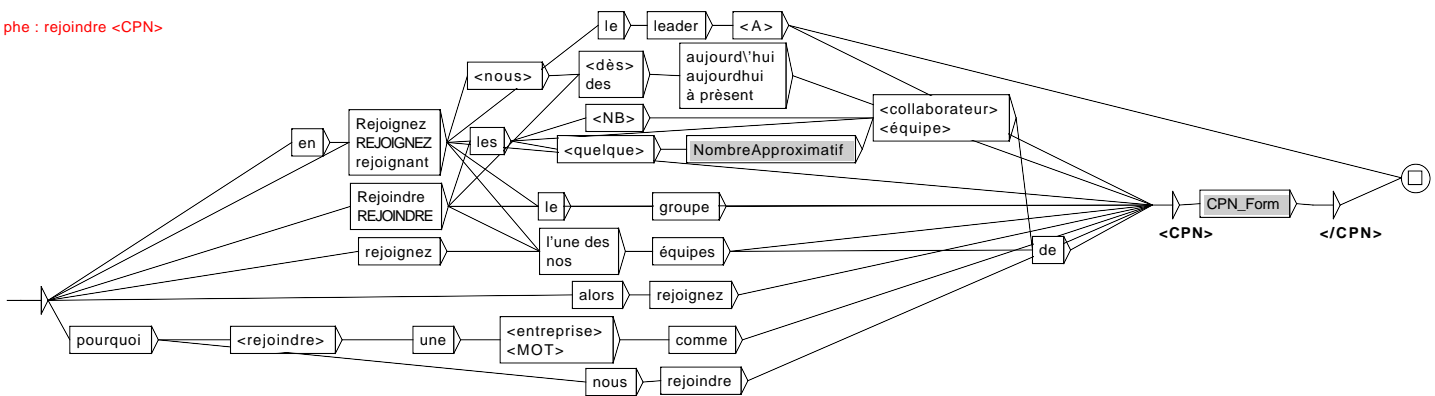 phe : rejoindre <CPN>
le
leader
<A>
<nous>
<dès>
des
aujourd\'hui
aujourdhui
à prèsent
<NB>
<collaborateur>
<équipe>
en
Rejoignez
REJOIGNEZ
rejoignant
les
<quelque>
NombreApproximatif
Rejoindre
REJOINDRE
le
groupe
CPN_Form
<CPN>
</CPN>
rejoignez
l'une des
nos
équipes
de
alors
rejoignez
pourquoi
<rejoindre>
une
<entreprise>
<MOT>
comme
nous
rejoindre